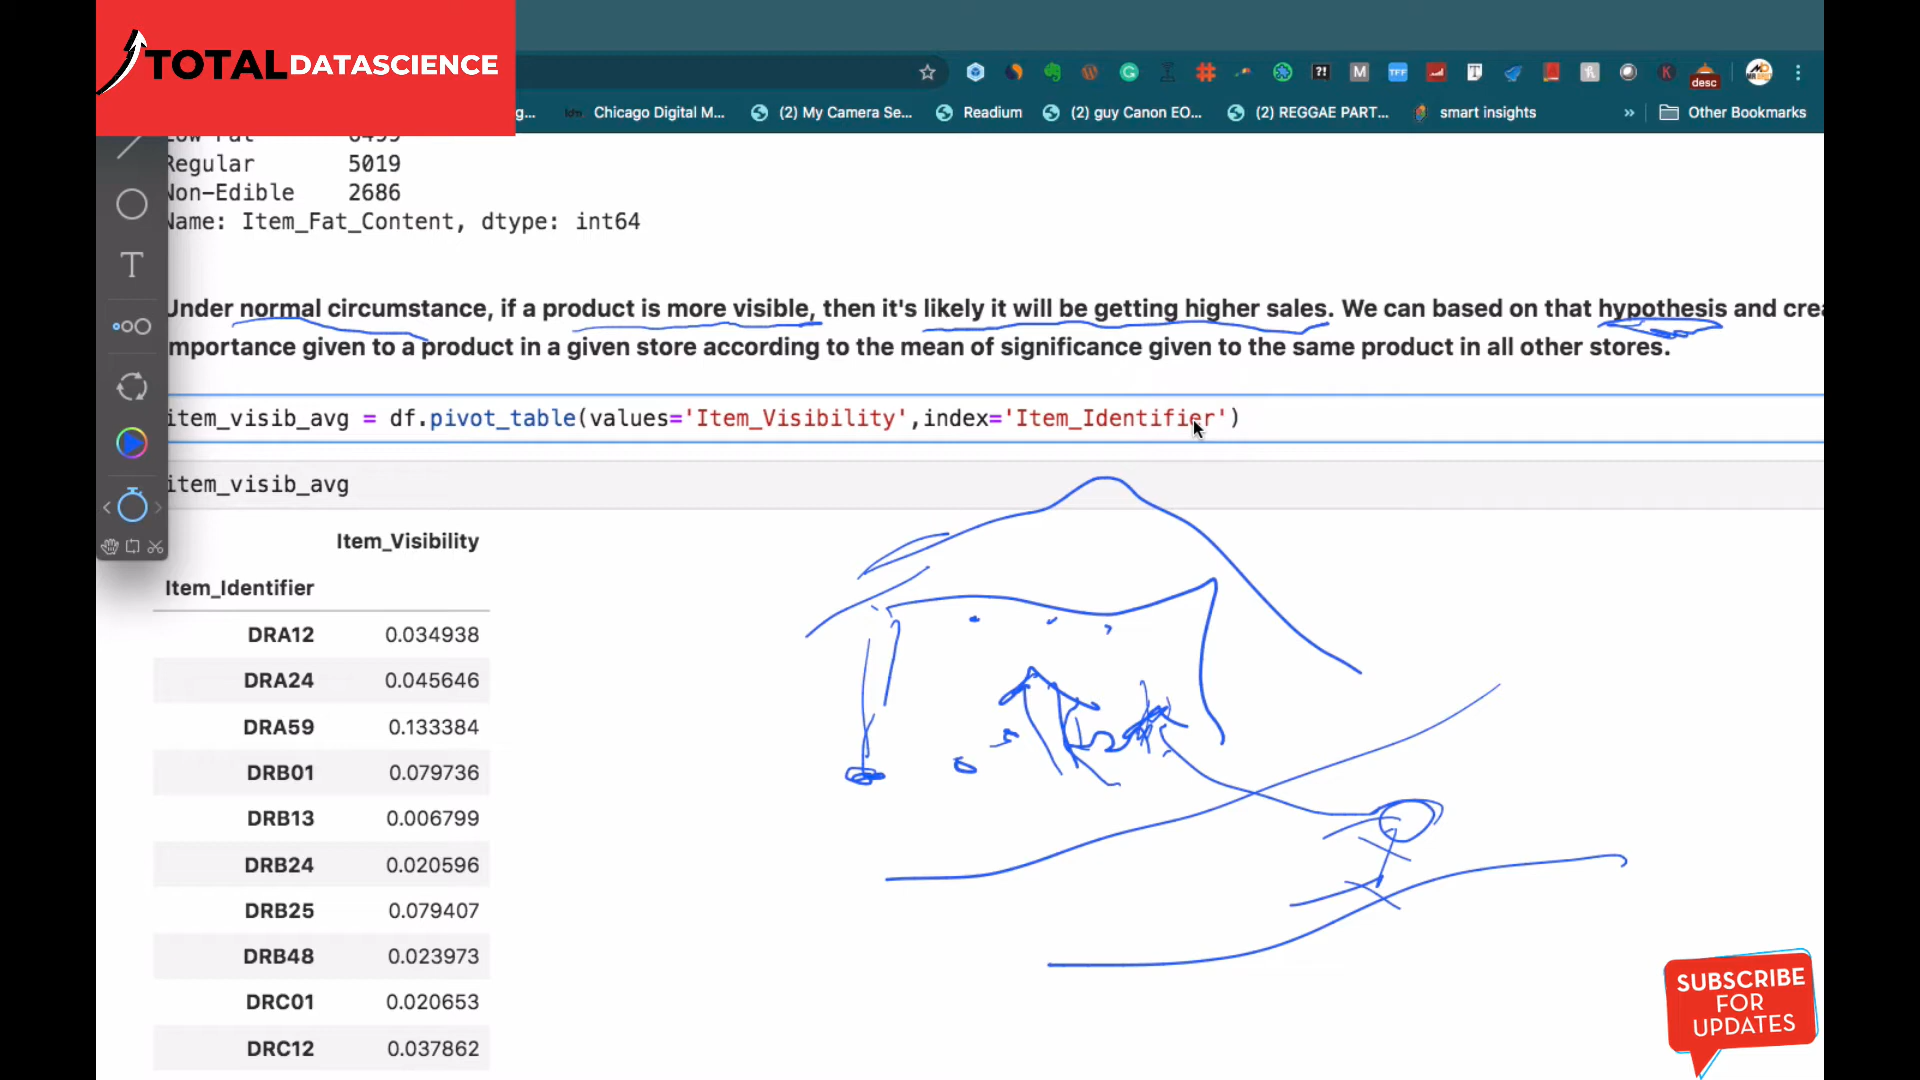 TOTALDATASCIENCE
desc
g...
Chicago Digital M...
(2) My Camera Se...
Readium
(2) guy Canon EO...
(2) REGGAE PART...
smart insights
»
Other Bookmarks
Regular 5019
Non-Edible 2686
Name: Item_Fat_Content, dtype: int64
Under normal circumstance, if a product is more visible, then it's likely it will be getting higher sales. We can based on that hypothesis and crea
mportance given to a product in a given store according to the mean of significance given to the same product in all other stores.
item_visib_avg = df.pivot_table(values='Item_Visibility',index='Item_Identifier')
item_visib_avg
Item_Visibility
Item_Identifier
DRA12 0.034938
DRA24 0.045646
DRA59 0.133384
DRB01 0.079736
DRB13 0.006799
DRB24 0.020596
DRB25 0.079407
DRB48 0.023973
DRC01 0.020653
DRC12 0.037862
SUBSCRIBE
FOR
UPDATES